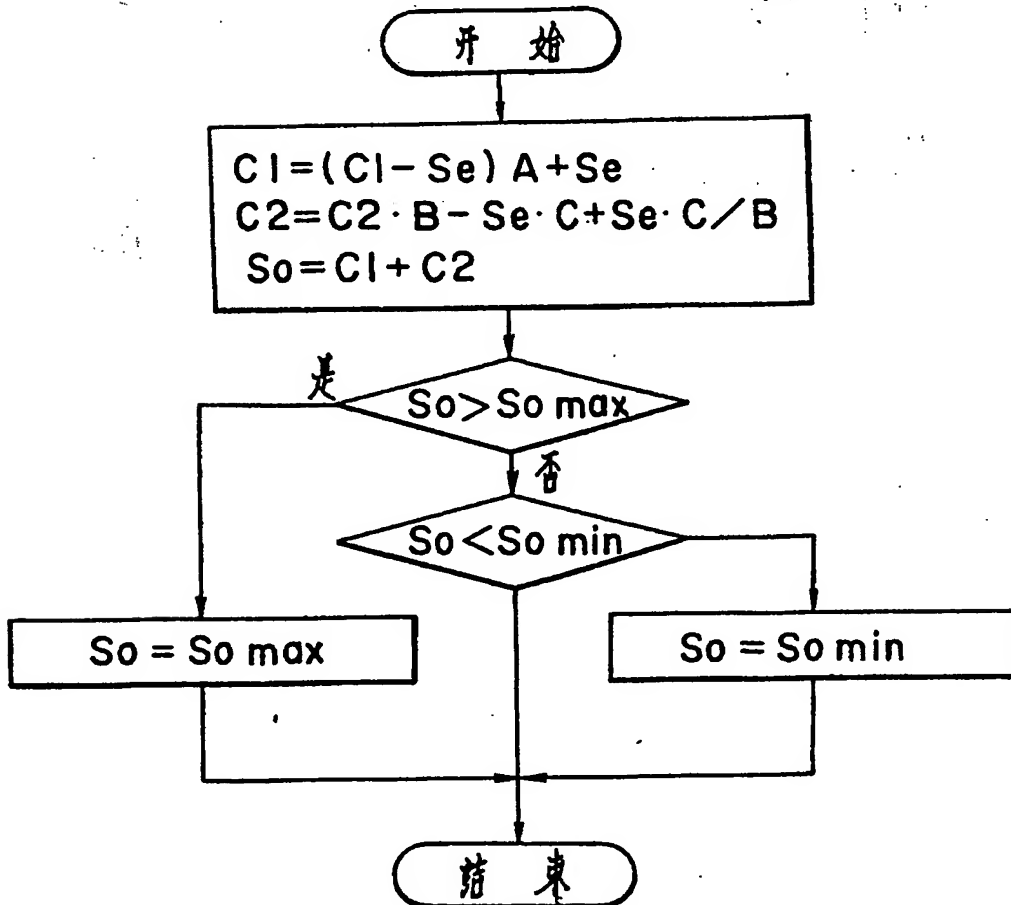 开 始
C1=(C1-Se)A+Se
C2=C2·B-Se·C+Se·C/B
So=C1+C2
是
So>So max
否
So<So min
So=So max
So=So min
结 束